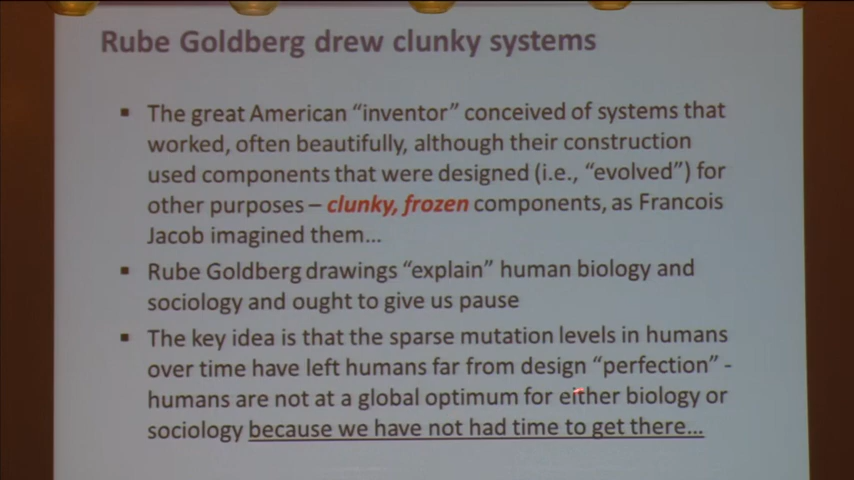 Rube Goldberg drew clunky systems
▪ The great American “inventor” conceived of systems that
worked, often beautifully, although their construction
used components that were designed (i.e., “evolved”) for
other purposes – clunky, frozen components, as Francois
Jacob imagined them...
▪ Rube Goldberg drawings “explain” human biology and
sociology and ought to give us pause
▪ The key idea is that the sparse mutation levels in humans
over time have left humans far from design “perfection” -
humans are not at a global optimum for either biology or
sociology because we have not had time to get there...